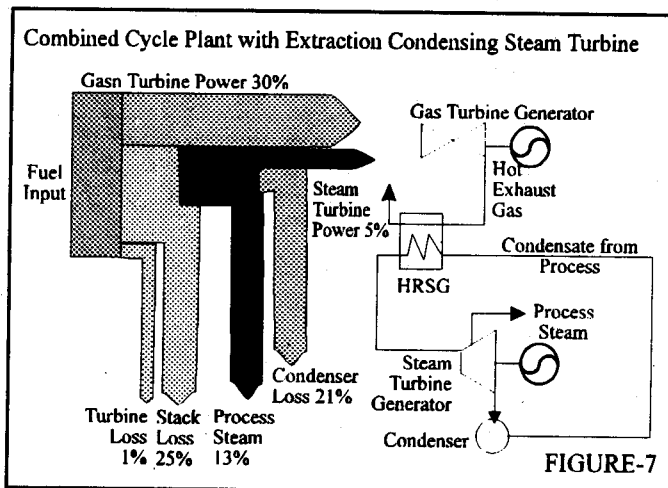 Combined Cycle Plant with Extraction Condensing Steam Turbine
Gasn Turbine Power 30%
Fuel
Input
Steam
Turbine
Power 5%
Turbine
Loss
1%
Stack
Loss
25%
Process
Steam
13%
Condenser
Loss 21%
Gas Turbine Generator
Hot
Exhaust
Gas
HRSG
Condensate from
Process
Process
Steam
Steam
Turbine
Generator
Condenser
FIGURE-7